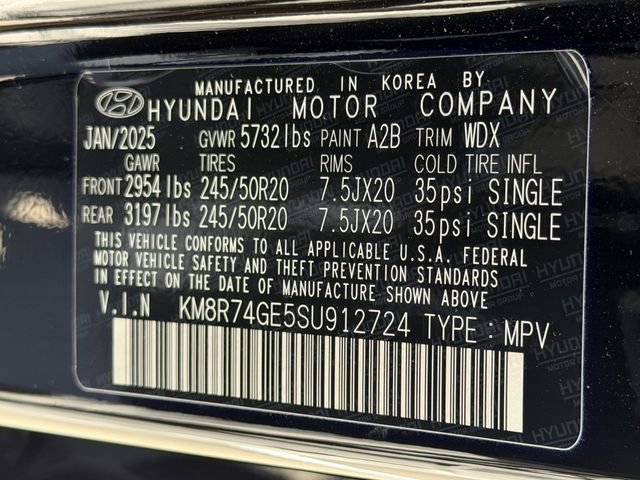 MANUFACTURED IN KOREA BY
HYUNDAI MOTOR COMPANY
JAN/2025 GVWR 5732lbs PAINT A2B TRIM WDX
GAWR TIRES RIMS COLD TIRE INFL
FRONT 2954lbs 245/50R20 7.5JX20 35psi SINGLE
REAR 3197lbs 245/50R20 7.5JX20 35psi SINGLE
THIS VEHICLE CONFORMS TO ALL APPLICABLE U.S.A. FEDERAL
MOTOR VEHICLE SAFETY AND THEFT PREVENTION STANDARDS
IN EFFECT ON THE DATE OF MANUFACTURE SHOWN ABOVE
V.I.N KM8R74GE5SU912724 TYPE : MPV